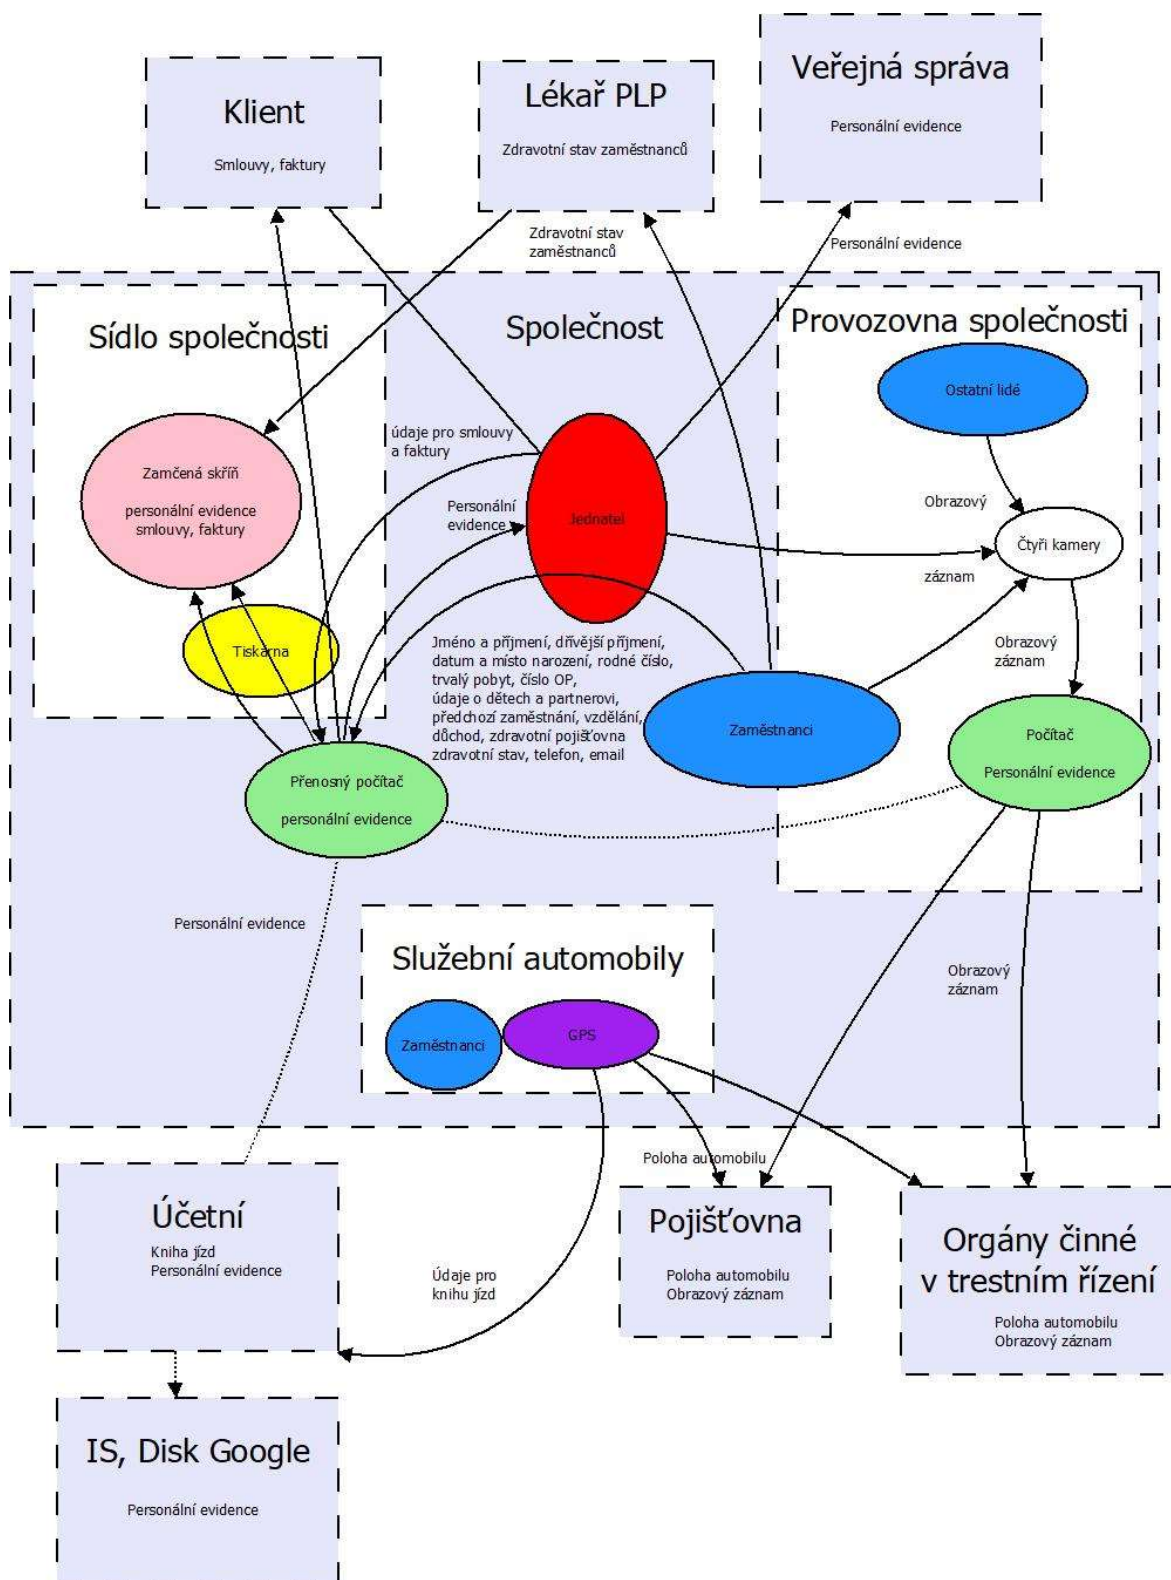 Klient
Smlouvy, faktury
Lékař PLP
Zdravotní stav zaměstnanců
Veřejná správa
Personální evidence
Zdravotní stav
zaměstnanců
Personální evidence
Sídlo společnosti
Společnost
Provozovna společnosti
Ostatní lidé
Zamčená skříň
personální evidence
smlouvy, faktury
údaje pro smlouvy
a faktury
Personální
evidence
Jednatel
Obrazový
Čtyři kamery
záznam
Tiskárna
Jméno a příjmení, dřívější příjmení,
datum a místo narození, rodné číslo,
trvalý pobyt, číslo OP,
údaje o dětech a partnerovi,
předchozí zaměstnání, vzdělání,
důchod, zdravotní pojišťovna
zdravotní stav, telefon, email
Zaměstnanci
Obrazový
záznam
Počítač
Personální evidence
Přenosný počítač
personální evidence
Personální evidence
Služební automobily
Zaměstnanci
GPS
Obrazový
záznam
Poloha automobilu
Účetní
Kniha jízd
Personální evidence
Údaje pro
knihu jízd
Pojišťovna
Poloha automobilu
Obrazový záznam
Orgány činné
v trestním řízení
Poloha automobilu
Obrazový záznam
IS, Disk Google
Personální evidence